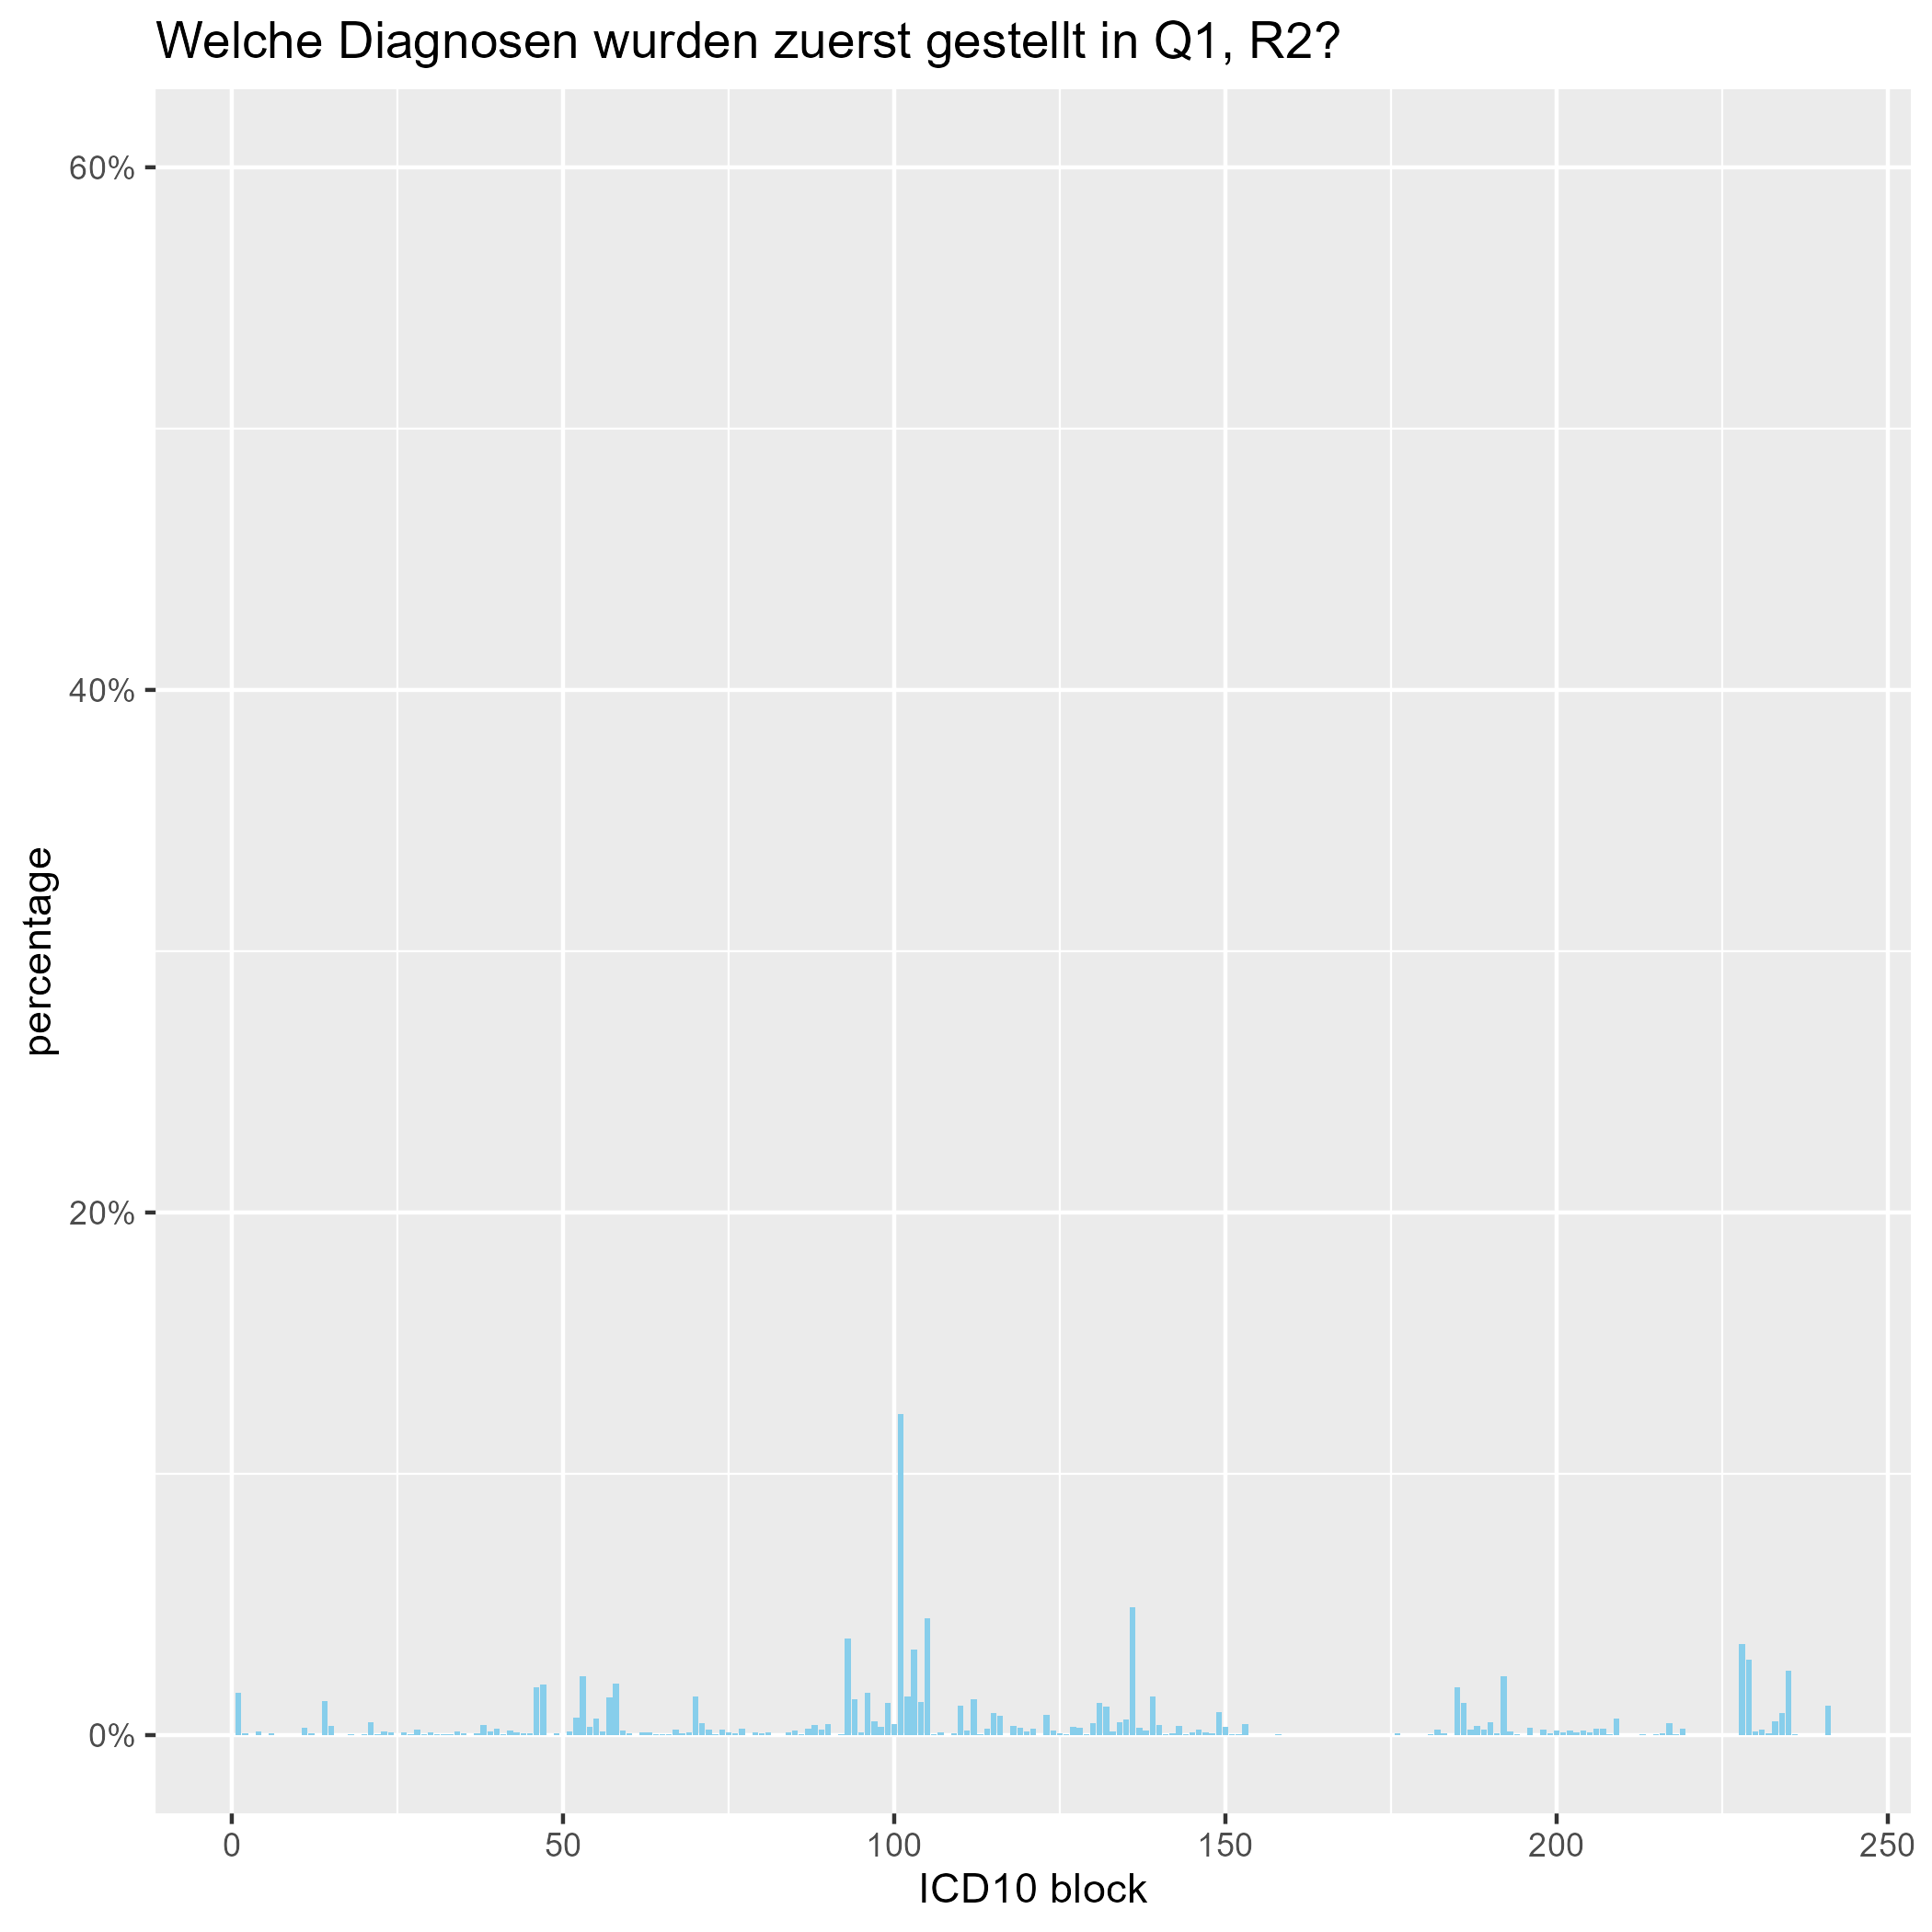 Welche Diagnosen wurden zuerst gestellt in Q1, R2?
60%
40%
20%
0%
percentage
0 50 100 150 200 250
ICD10 block